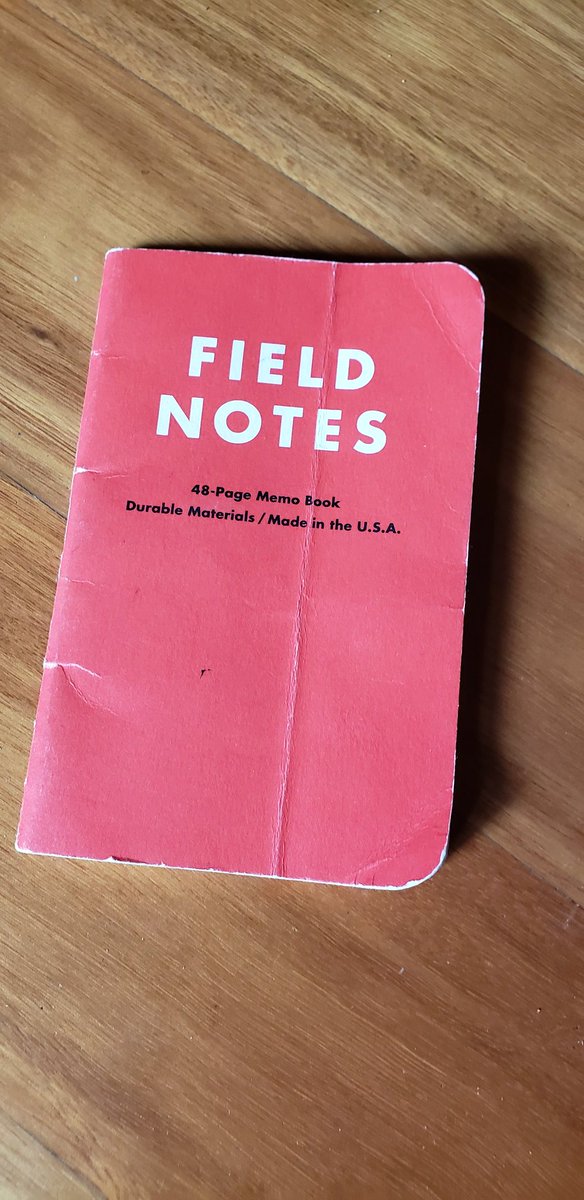 FIELD
NOTES
48-Page Memo Book
Durable Materials / Made in the U.S.A.